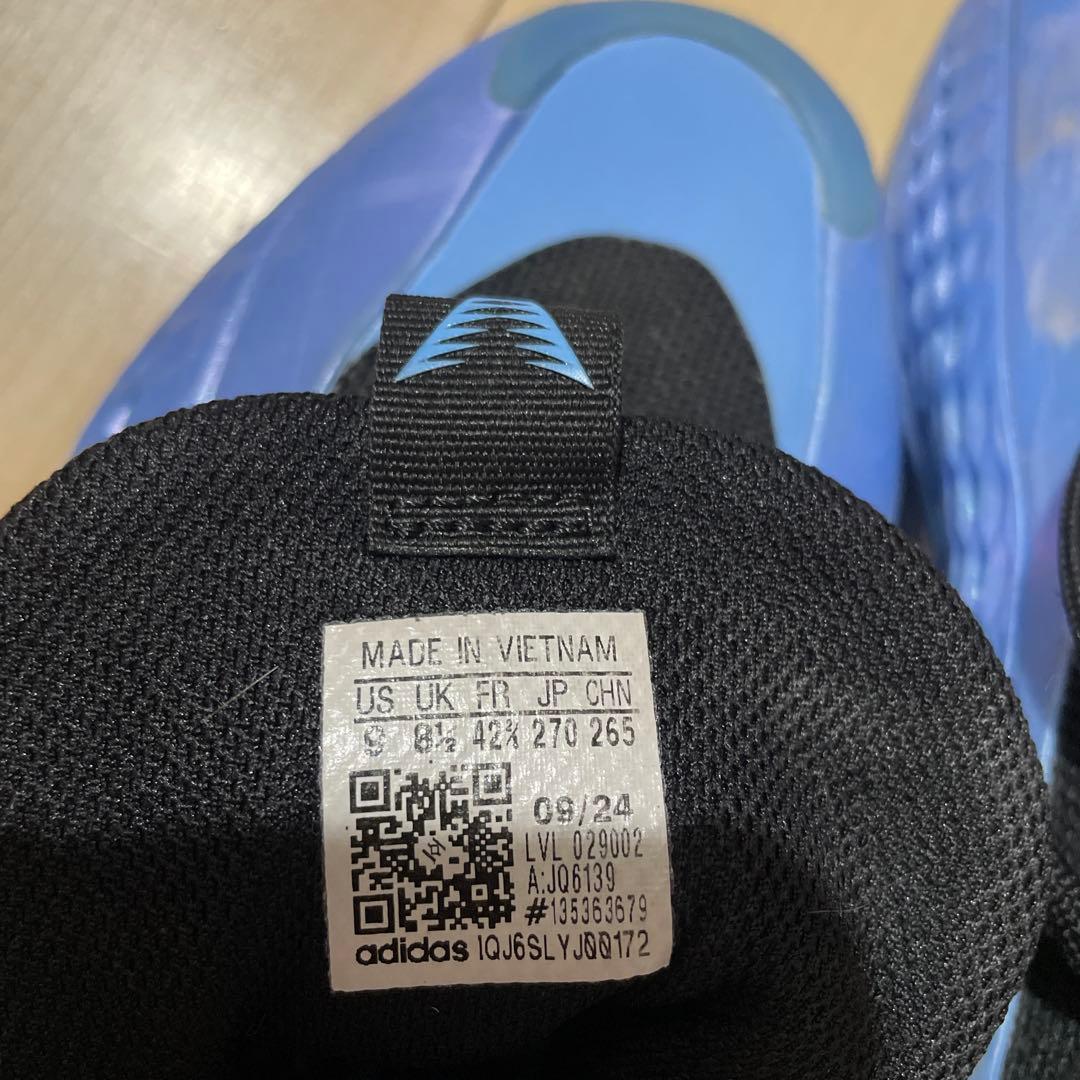 MADE IN VIETNAM
US UK FR JP CHN
9 8½ 42⅔ 270 265
09/24
LVL 029002
A:JQ6139
#135363679
adidas IQJ6SLYJ00172